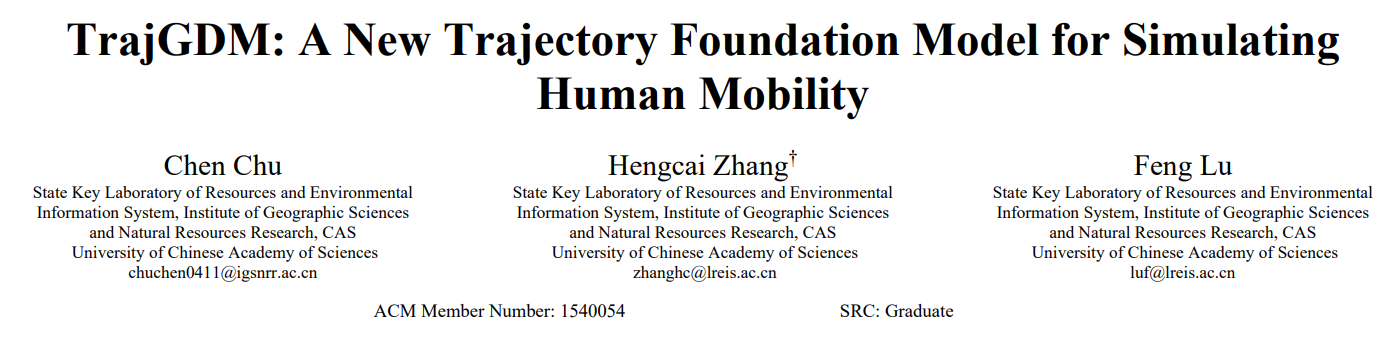 TrajGDM: A New Trajectory Foundation Model for Simulating
Human Mobility
Chen Chu
State Key Laboratory of Resources and Environmental
Information System, Institute of Geographic Sciences
and Natural Resources Research, CAS
University of Chinese Academy of Sciences
chuchen0411@igsnrr.ac.cn
Hengcai Zhang†
State Key Laboratory of Resources and Environmental
Information System, Institute of Geographic Sciences
and Natural Resources Research, CAS
University of Chinese Academy of Sciences
zhanghc@lreis.ac.cn
Feng Lu
State Key Laboratory of Resources and Environmental
Information System, Institute of Geographic Sciences
and Natural Resources Research, CAS
University of Chinese Academy of Sciences
luf@lreis.ac.cn
ACM Member Number: 1540054
SRC: Graduate